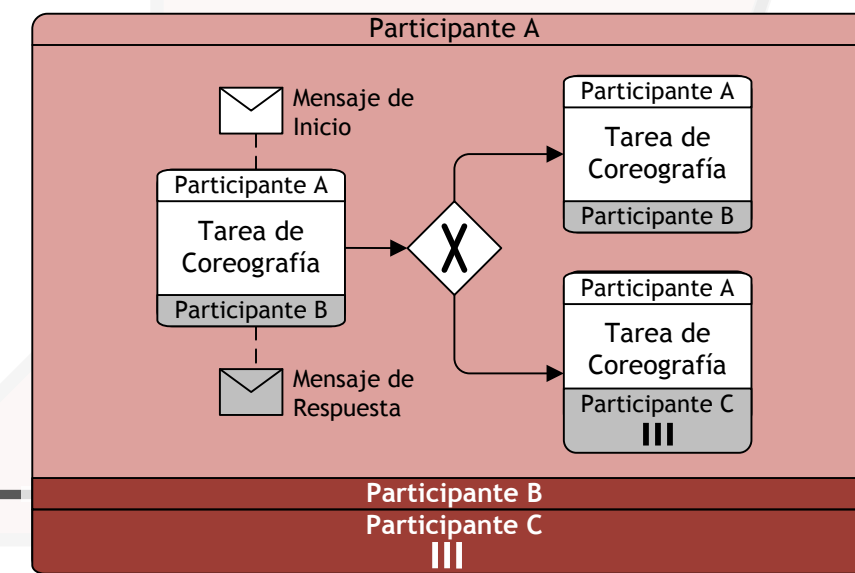 Participante A
Mensaje de
Inicio
Participante A
Tarea de
Coreografía
Participante B
Mensaje de
Respuesta
X
Participante A
Tarea de
Coreografía
Participante B
Participante A
Tarea de
Coreografía
Participante C
Participante B
Participante C